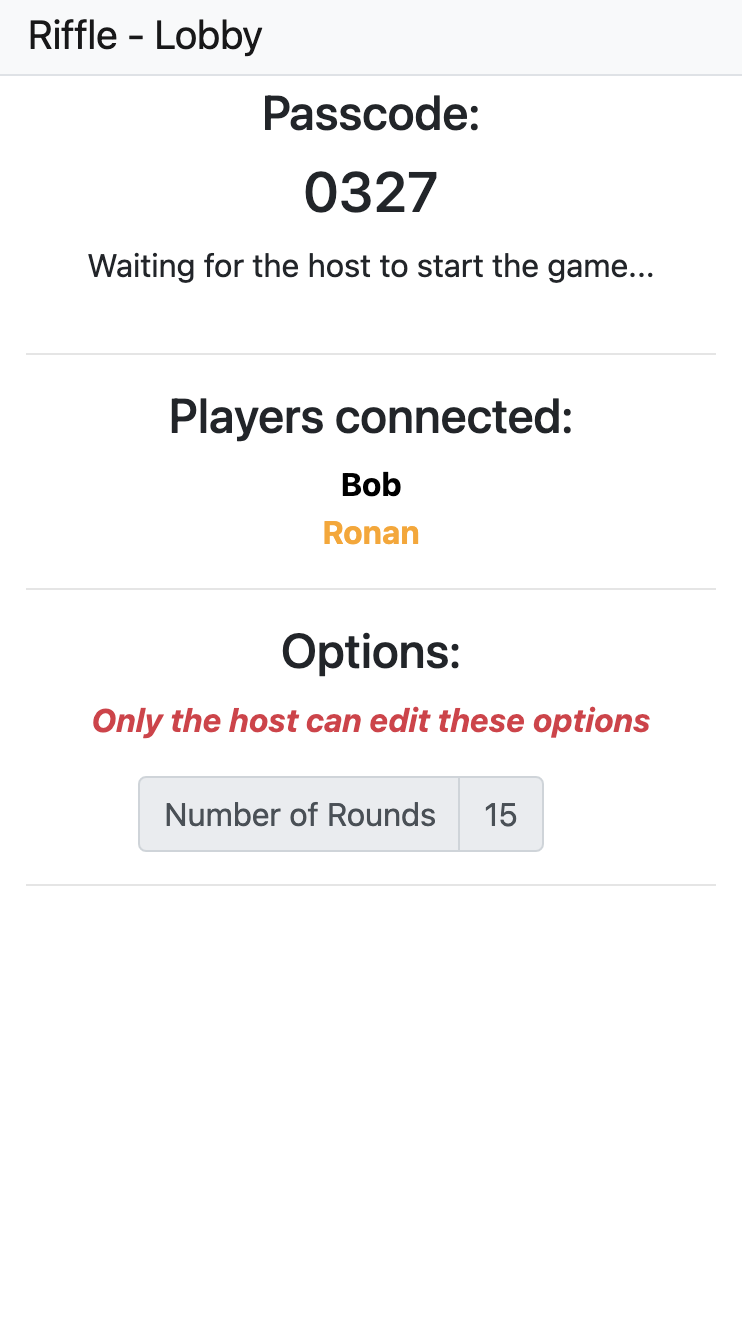 Riffle - Lobby
Passcode:
0327
Waiting for the host to start the game...
Players connected:
Bob
Ronan
Options:
Only the host can edit these options
Number of Rounds 15